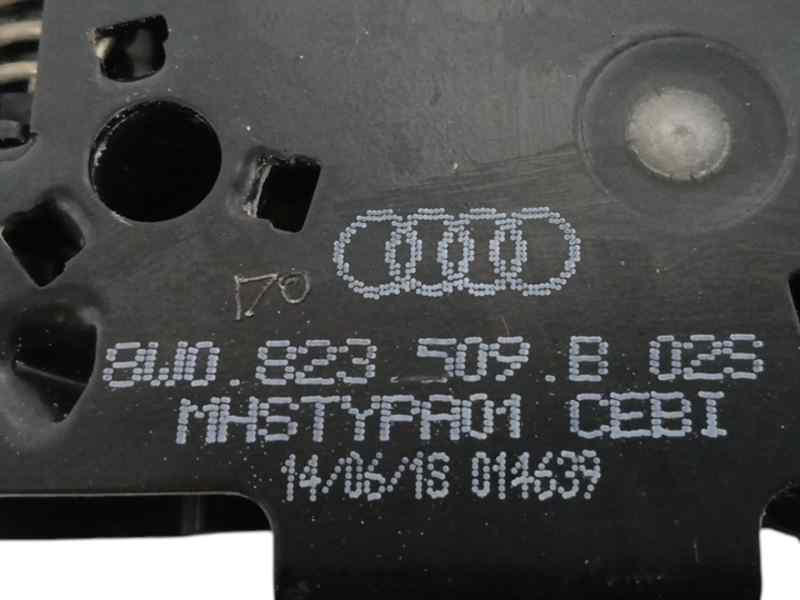 170
8W0.823 509.B 02S
MHSTYPA01 CEBI
14/06/18 014639